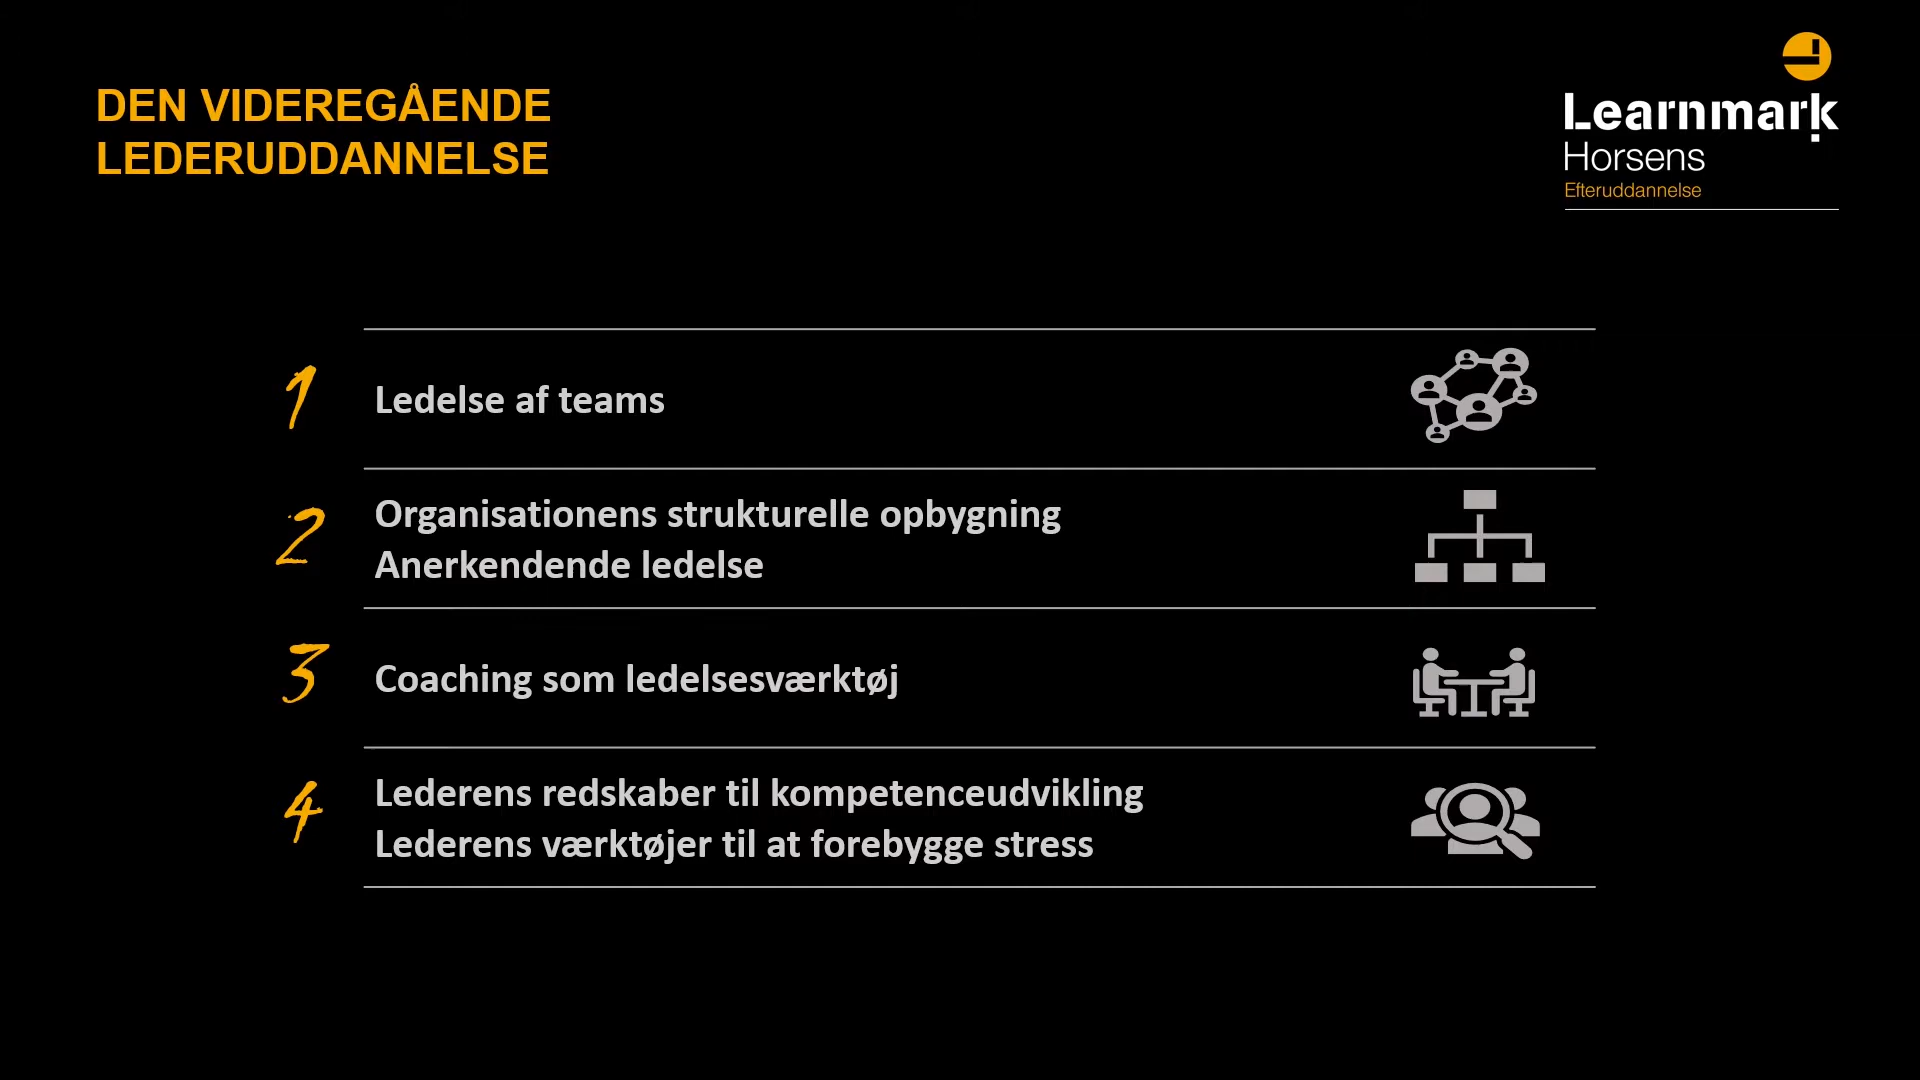 DEN VIDEREGÅENDE
LEDERUDDANNELSE
Learnmark
Horsens
Efteruddannelse
1
Ledelse af teams
2
Organisationens strukturelle opbygning
Anerkendende ledelse
3
Coaching som ledelsesværktøj
4
Lederens redskaber til kompetenceudvikling
Lederens værktøjer til at forebygge stress